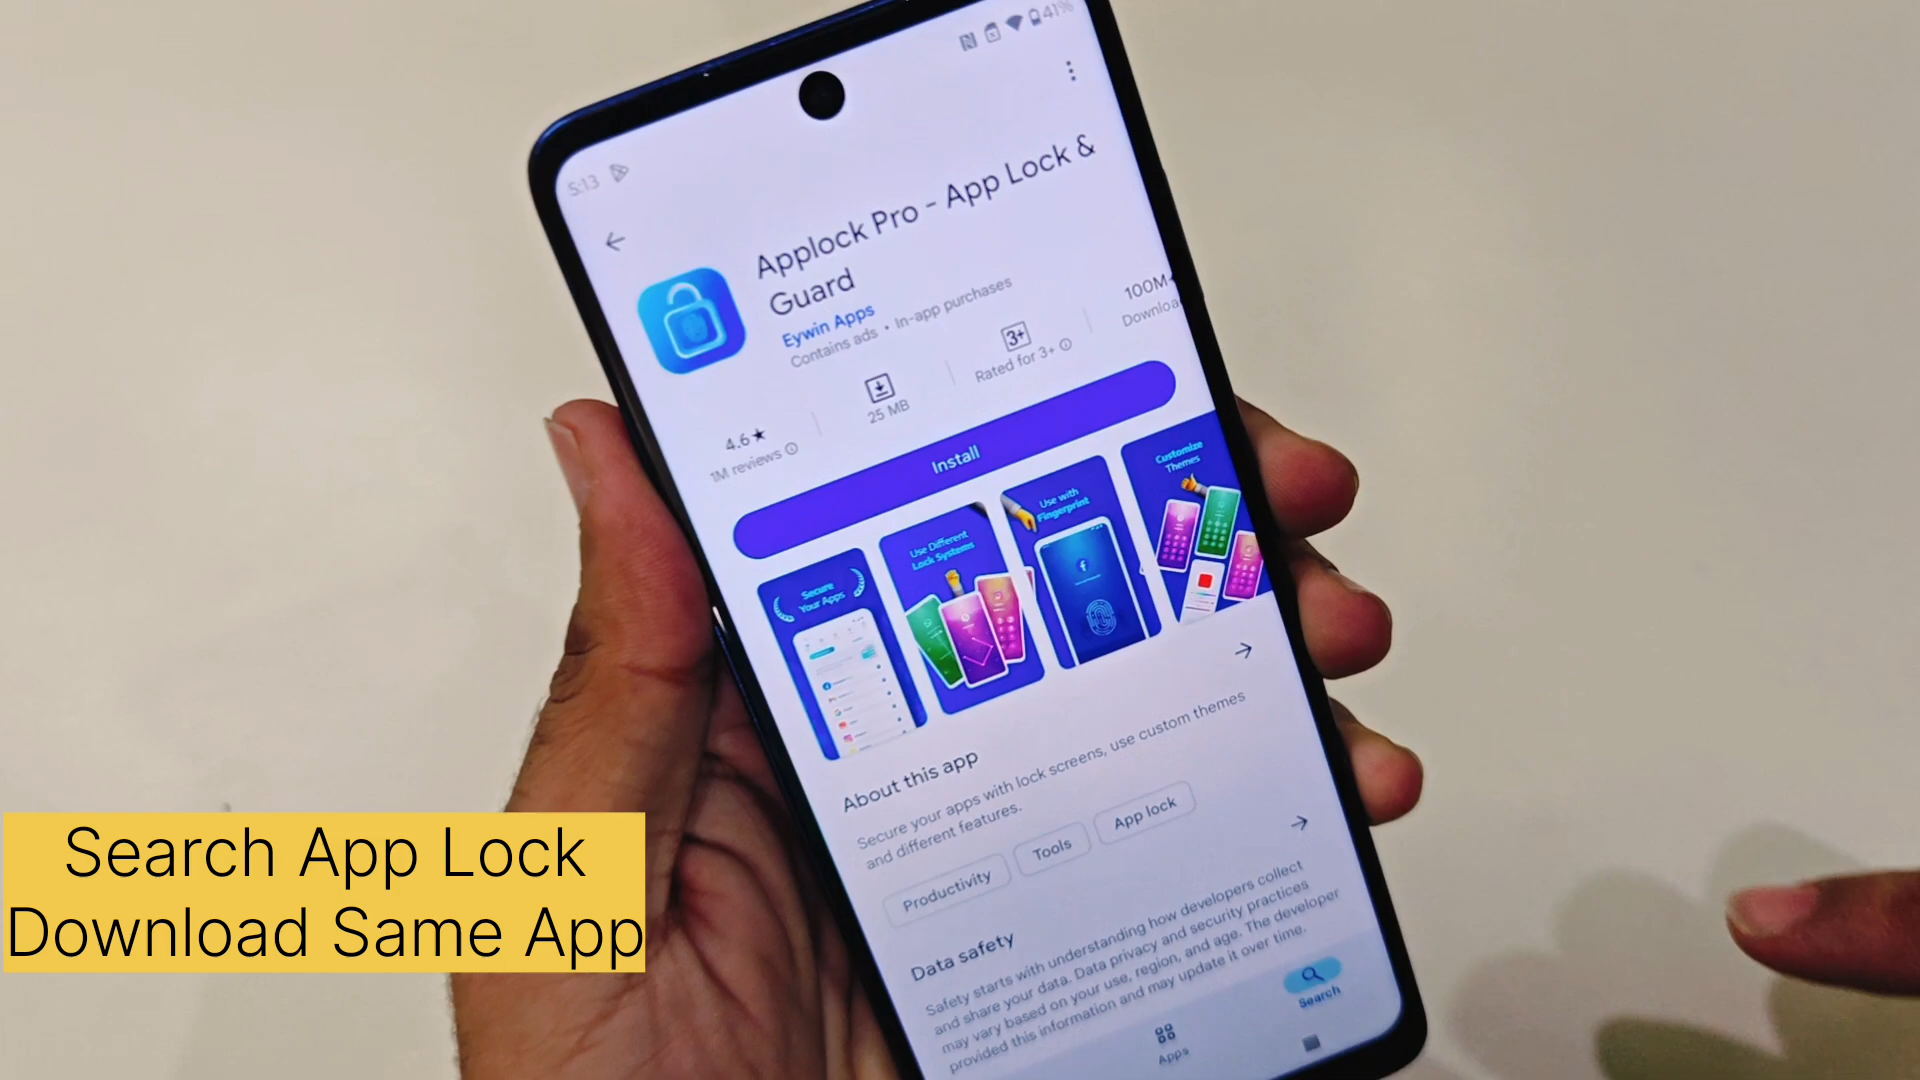 41%
5:13
Applock Pro - App Lock &
Guard
Eywin Apps
Contains ads • In-app purchases
4.6★
1M reviews
25 MB
3+
Rated for 3+
100M+
Downloa
Install
Secure
Your Apps
Use Different
Lock Systems
Use with
Fingerprint
Customize
Themes
About this app
Secure your apps with lock screens, use custom themes
and different features.
Productivity
Tools
App lock
Data safety
Safety starts with understanding how developers collect
and share your data. Data privacy and security practices
may vary based on your use, region, and age. The developer
provided this information and may update it over time.
Apps
Search
Search App Lock
Download Same App